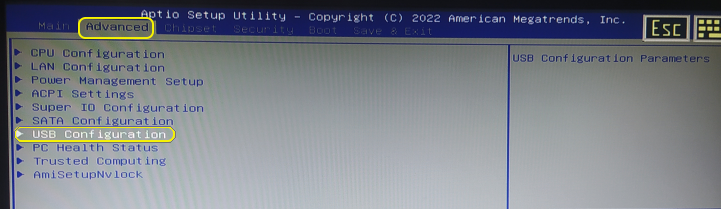 Aptio Setup Utility - Copyright (C) 2022 American Megatrends, Inc.
Main Advanced Chipset Security Boot Save & Exit
Esc
CPU Configuration
LAN Configuration
Power Management Setup
ACPI Settings
Super IO Configuration
SATA Configuration
USB Configuration
PC Health Status
Trusted Computing
AmiSetupNvlock
USB Configuration Parameters